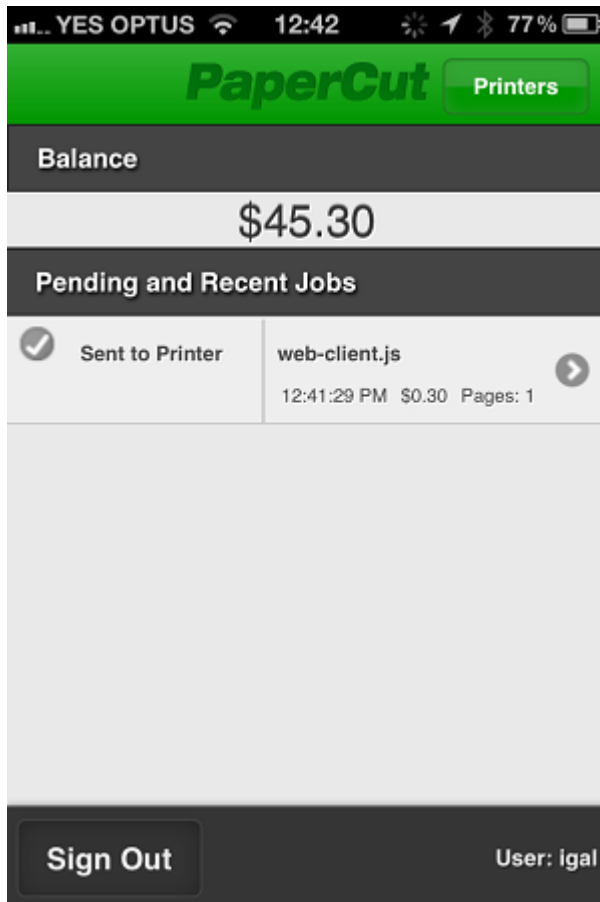 YES OPTUS 12:42 77%
PaperCut Printers
Balance
$45.30
Pending and Recent Jobs
Sent to Printer web-client.js
12:41:29 PM $0.30 Pages: 1
Sign Out User: igal